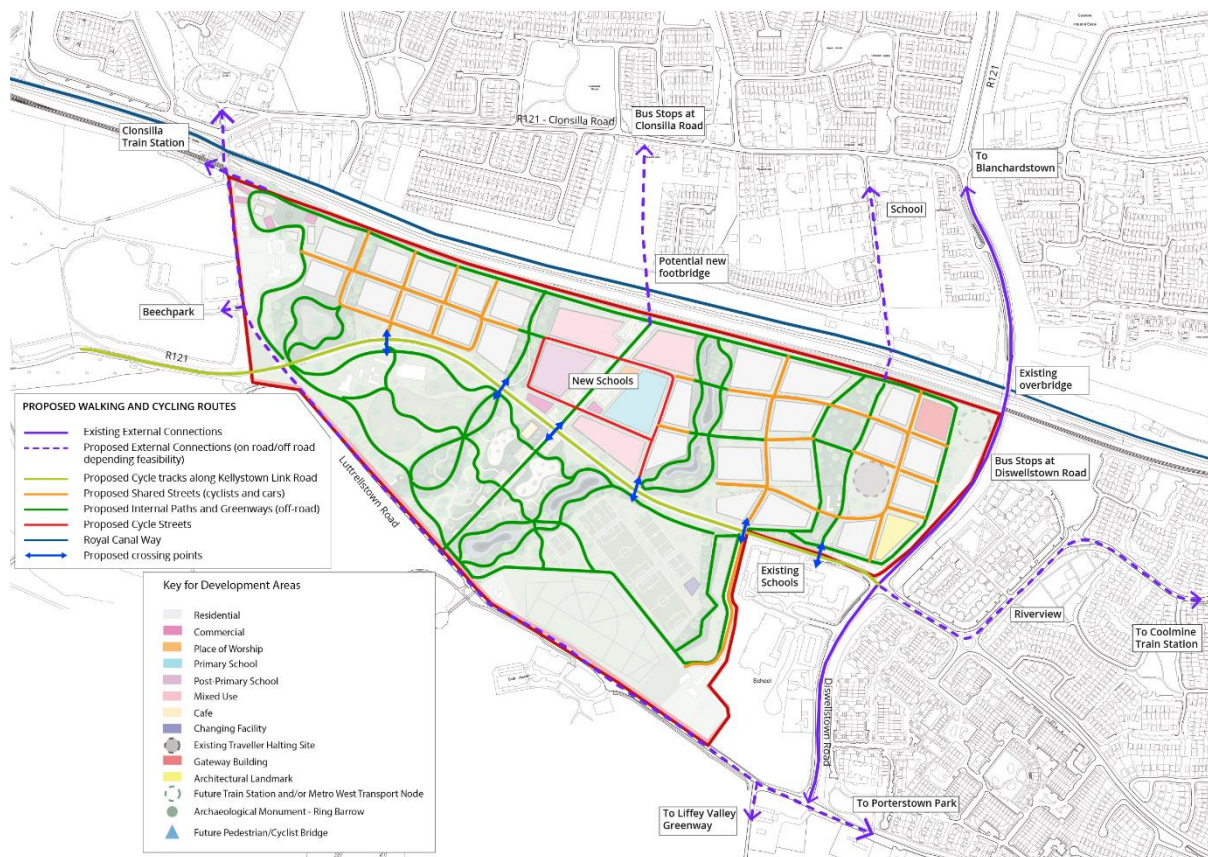 R121
Clonsilla
Train Station
R121 - Clonsilla Road
Bus Stops at
Clonsilla Road
To
Blanchardstown
School
Potential new
footbridge
Beechpark
R121
New Schools
Existing
overbridge
Bus Stops at
Diswellstown Road
Luttrellstown Road
Existing
Schools
Riverview
To Coolmine
Train Station
School
Diswellstown Road
To Liffey Valley
Greenway
To Porterstown Park
PROPOSED WALKING AND CYCLING ROUTES
Existing External Connections
Proposed External Connections (on road/off road
depending feasibility)
Proposed Cycle tracks along Kellystown Link Road
Proposed Shared Streets (cyclists and cars)
Proposed Internal Paths and Greenways (off-road)
Proposed Cycle Streets
Royal Canal Way
Proposed crossing points
Key for Development Areas
Residential
Commercial
Place of Worship
Primary School
Post-Primary School
Mixed Use
Cafe
Changing Facility
Existing Traveller Halting Site
Gateway Building
Architectural Landmark
Future Train Station and/or Metro West Transport Node
Archaeological Monument - Ring Barrow
Future Pedestrian/Cyclist Bridge